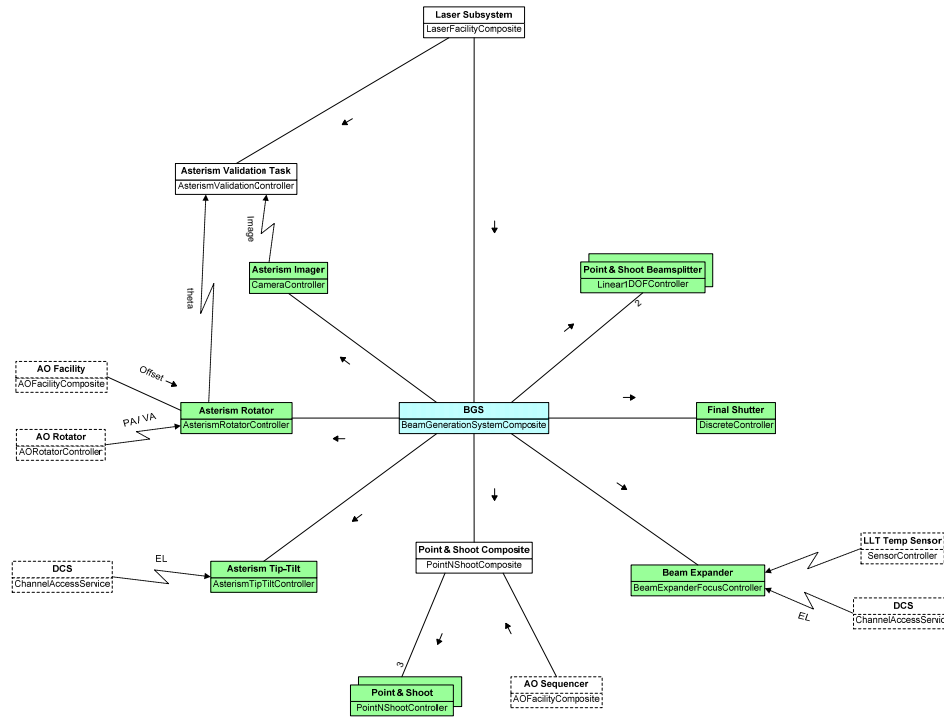 Laser Subsystem
LaserFacilityComposite
Asterism Validation Task
AsterismValidationController
Image
theta
Asterism Imager
CameraController
Point & Shoot Beamsplitter
Linear1DOFController
2
AO Facility
AOFacilityComposite
Offset
Asterism Rotator
AsterismRotatorController
BGS
BeamGenerationSystemComposite
Final Shutter
DiscreteController
PA / VA
AO Rotator
AORotatorController
LLT Temp Sensor
SensorController
Point & Shoot Composite
PointNShootComposite
DCS
ChannelAccessService
EL
Asterism Tip-Tilt
AsterismTipTiltController
Beam Expander
BeamExpanderFocusController
DCS
ChannelAccessService
EL
3
Point & Shoot
PointNShootController
AO Sequencer
AOFacilityComposite